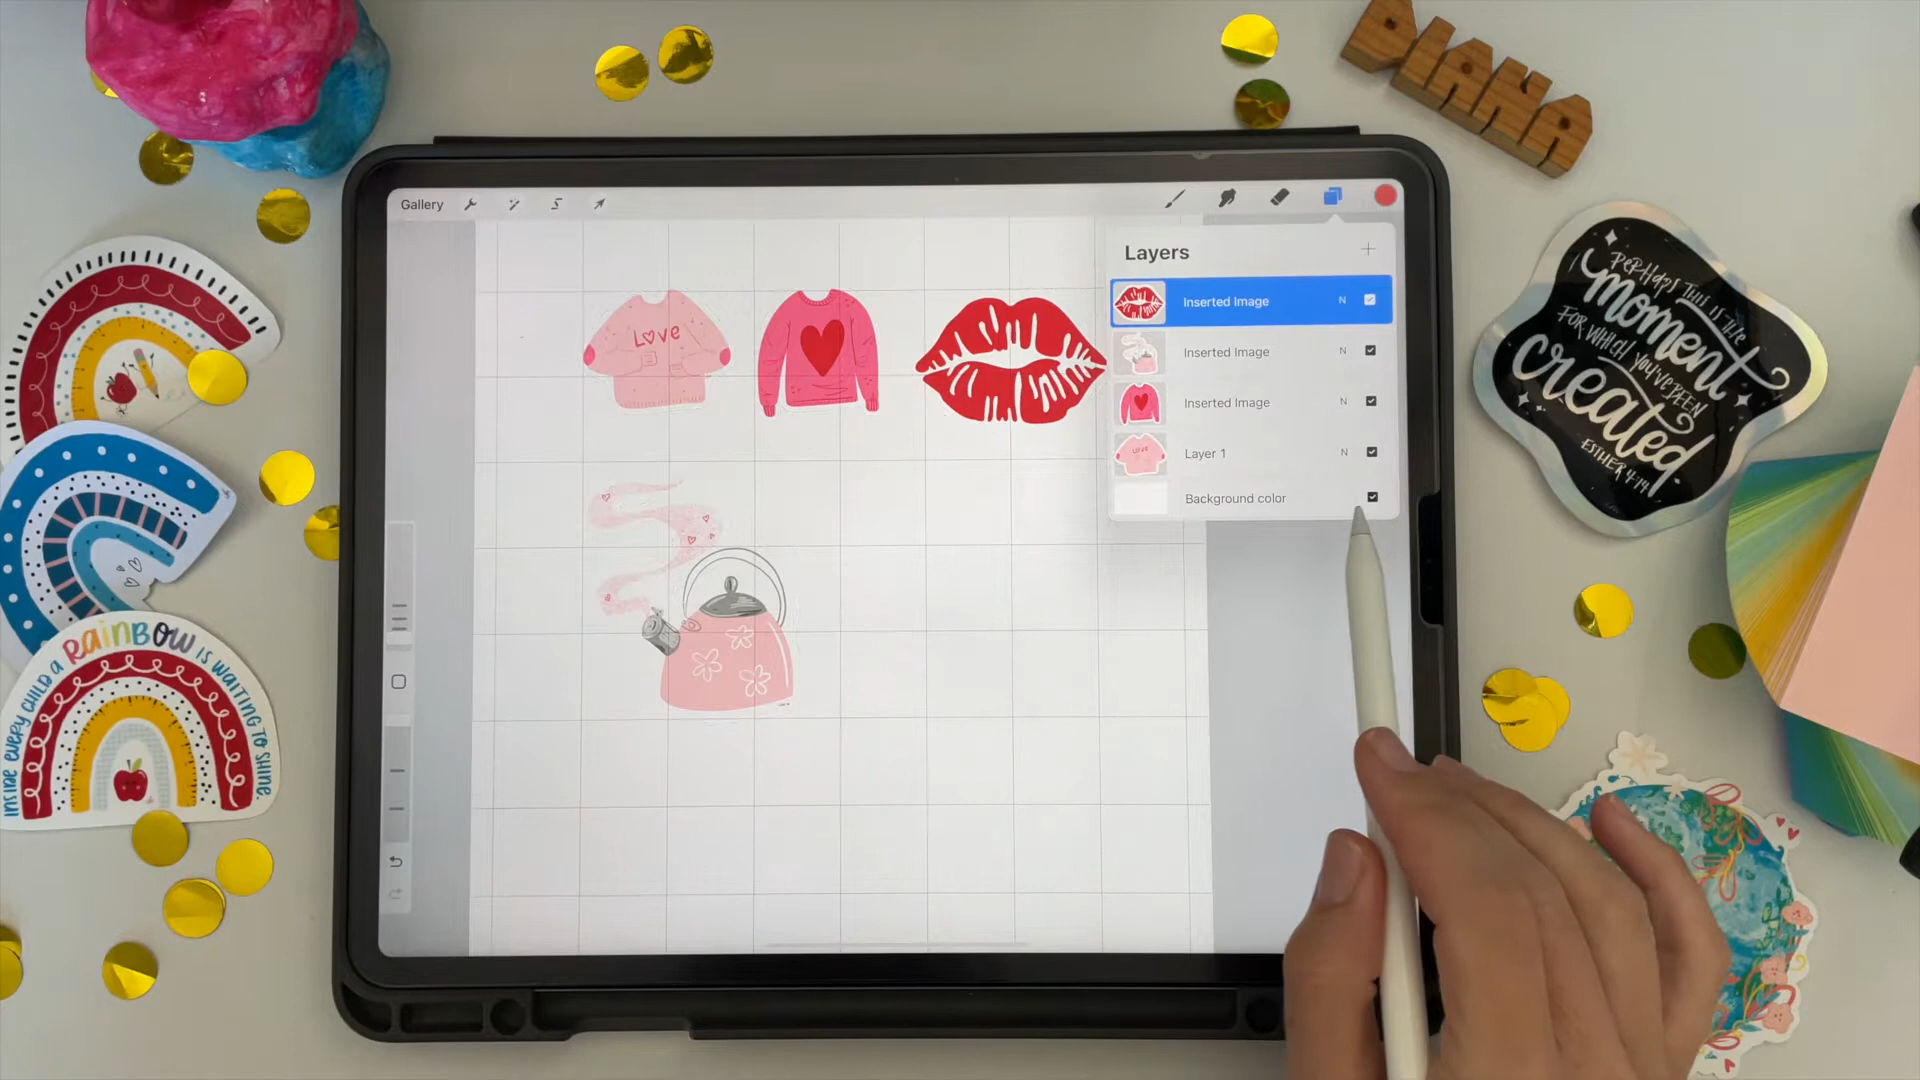 DIANA
Gallery
Layers
Inserted Image N
Inserted Image N
Inserted Image N
Layer 1 N
Background color
LOVE
PERHAPS THIS IS THE
moment
FOR WHICH YOU'VE BEEN
created
ESTHER 4:14
INSIDE EVERY CHILD A
RAINBOW
IS WAITING TO SHINE.